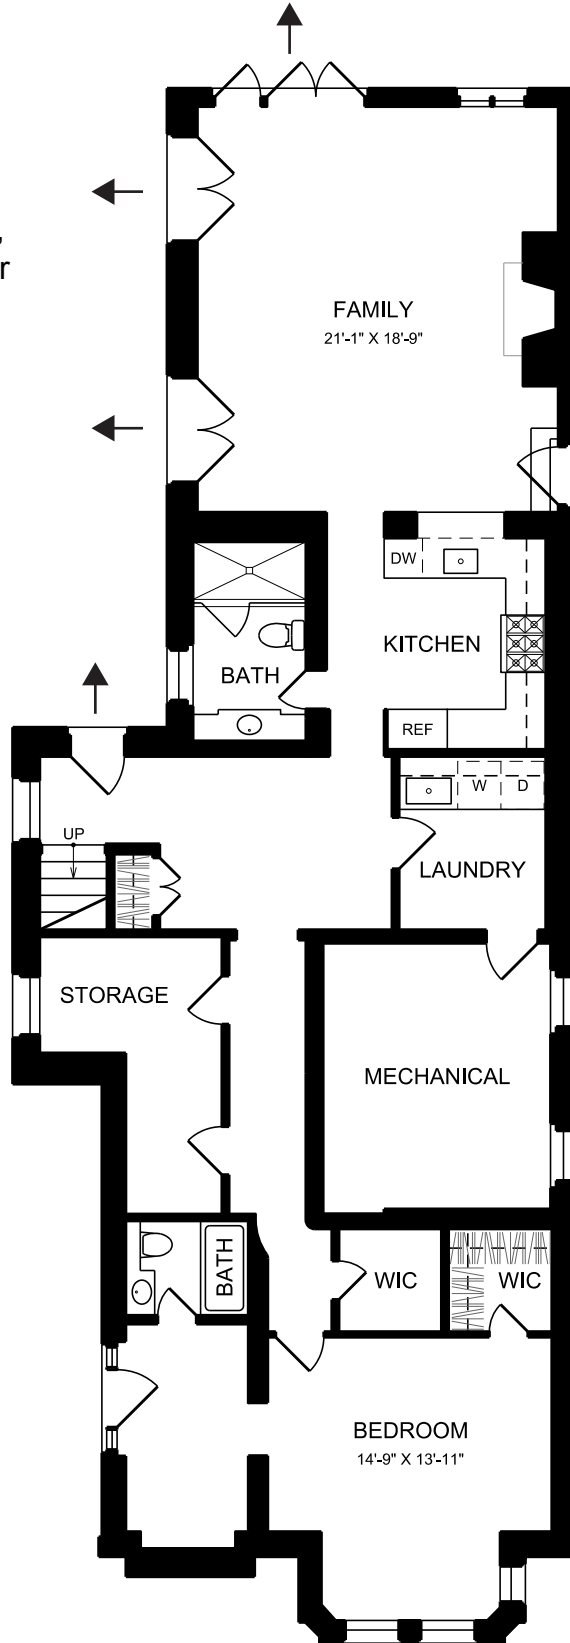 r
FAMILY
21'-1" X 18'-9"
DW
KITCHEN
BATH
REF
W
D
UP
LAUNDRY
STORAGE
MECHANICAL
BATH
WIC
WIC
BEDROOM
14'-9" X 13'-11"